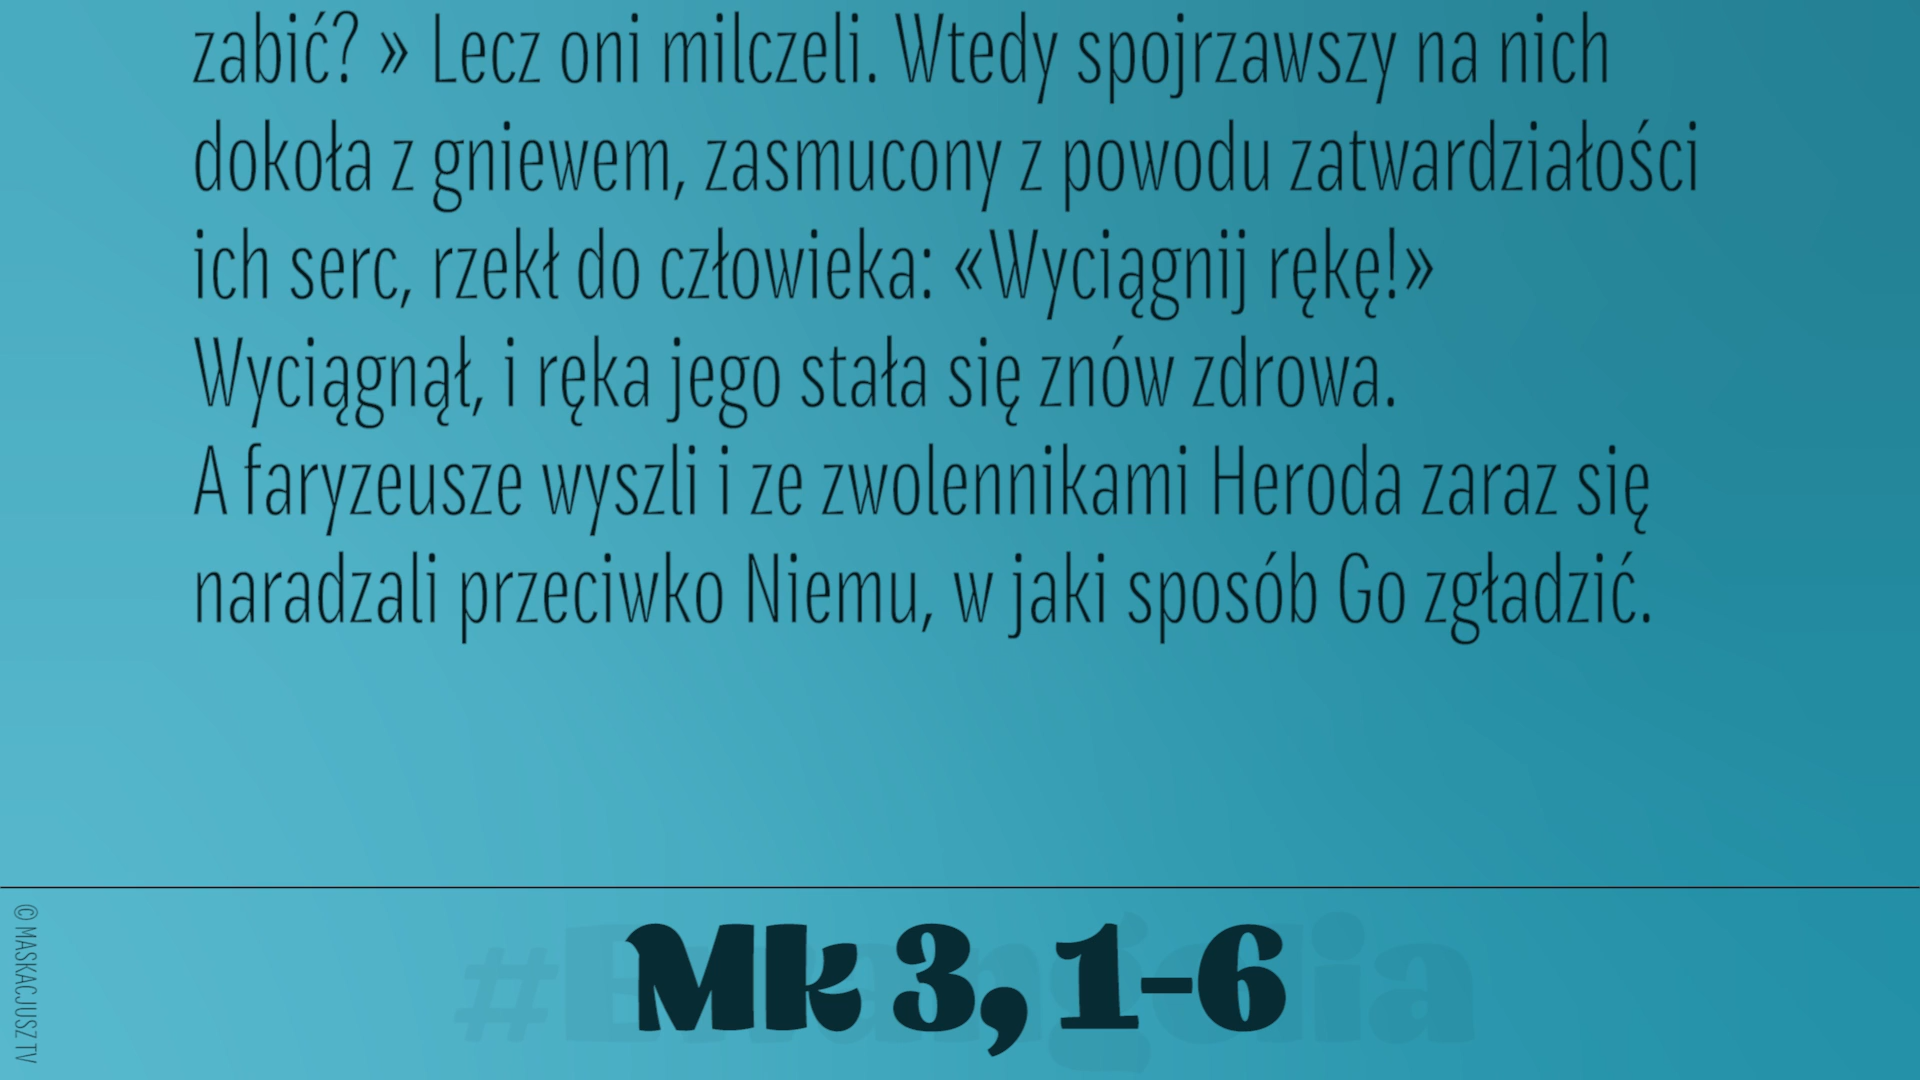 zabić? » Lecz oni milczeli. Wtedy spojrzawszy na nich
dokoła z gniewem, zasmucony z powodu zatwardziałości
ich serc, rzekł do człowieka: «Wyciągnij rękę!»
Wyciągnął, i ręka jego stała się znów zdrowa.
A faryzeusze wyszli i ze zwolennikami Heroda zaraz się
naradzali przeciwko Niemu, w jaki sposób Go zgładzić.
#Ewangelia
Mk 3, 1-6
© MASKACJUSZ TV